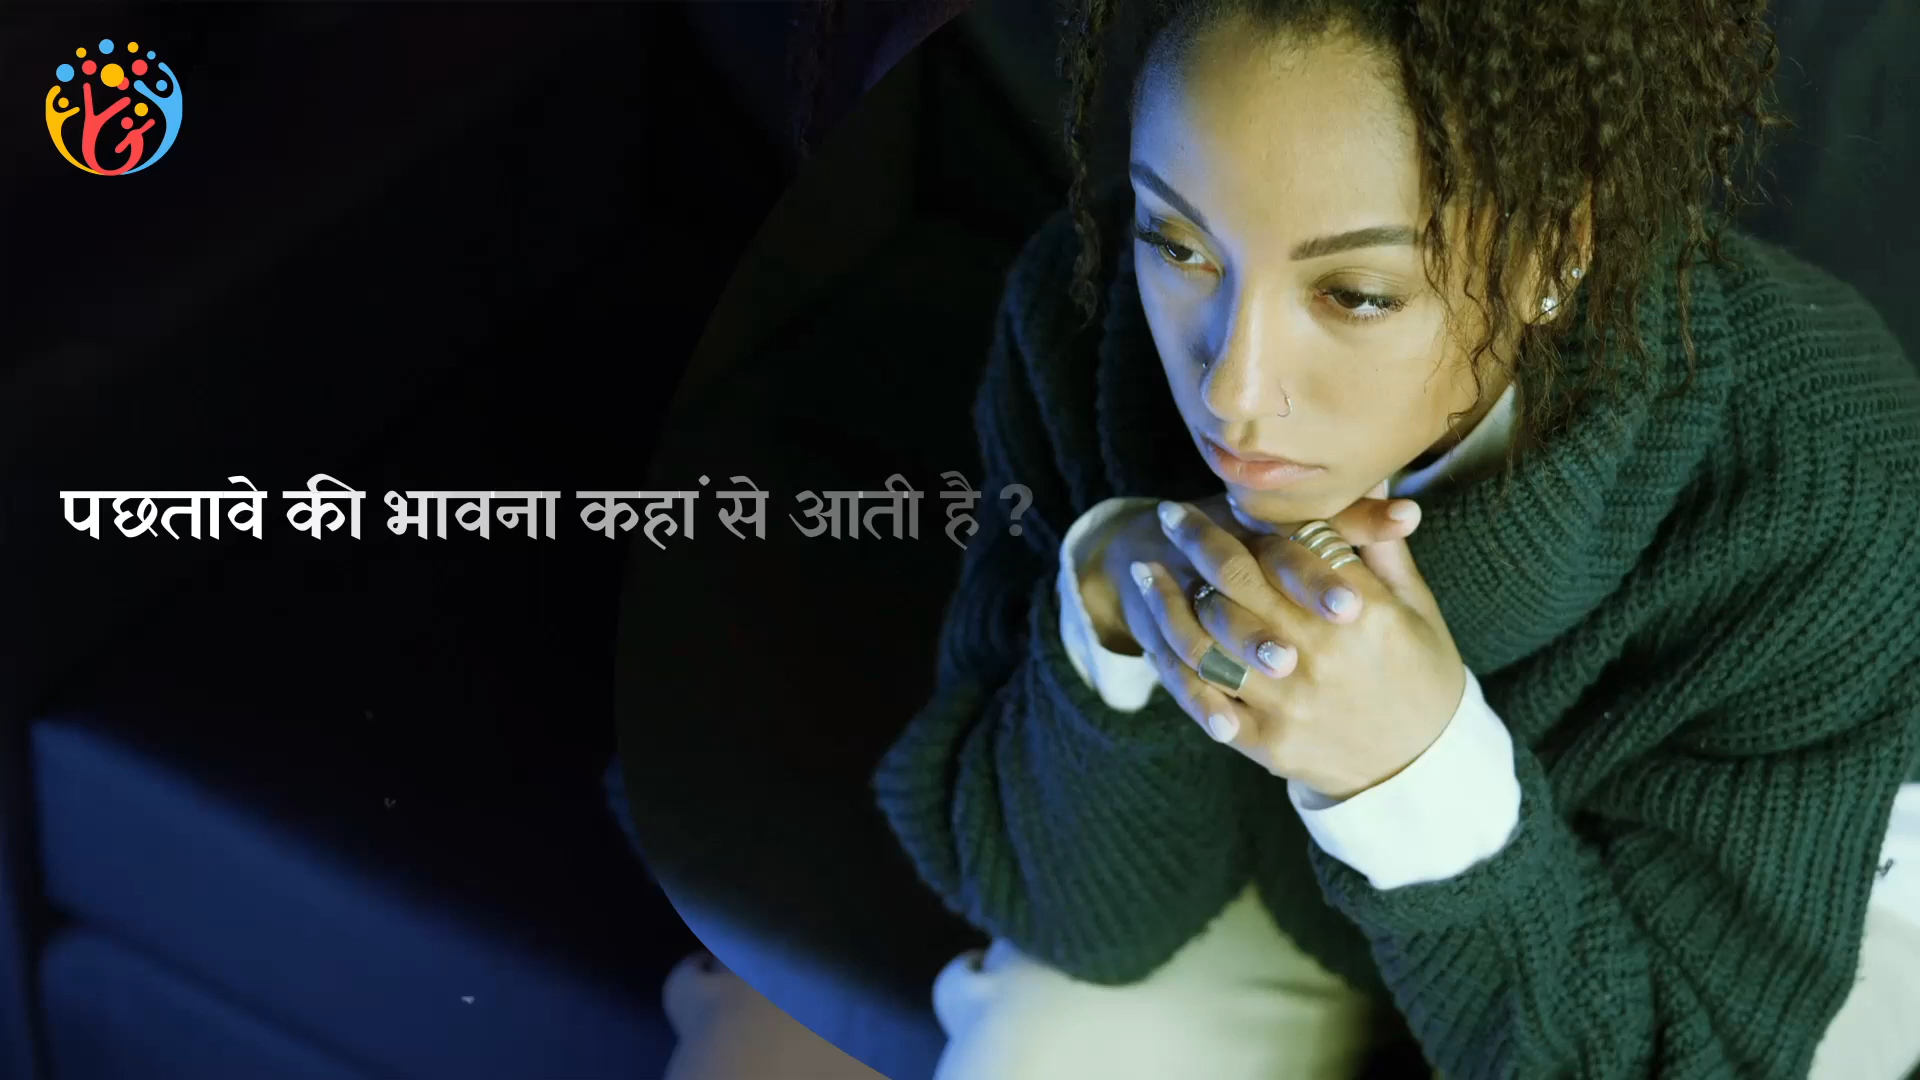 पछतावे की भावना कहां से आती है ?